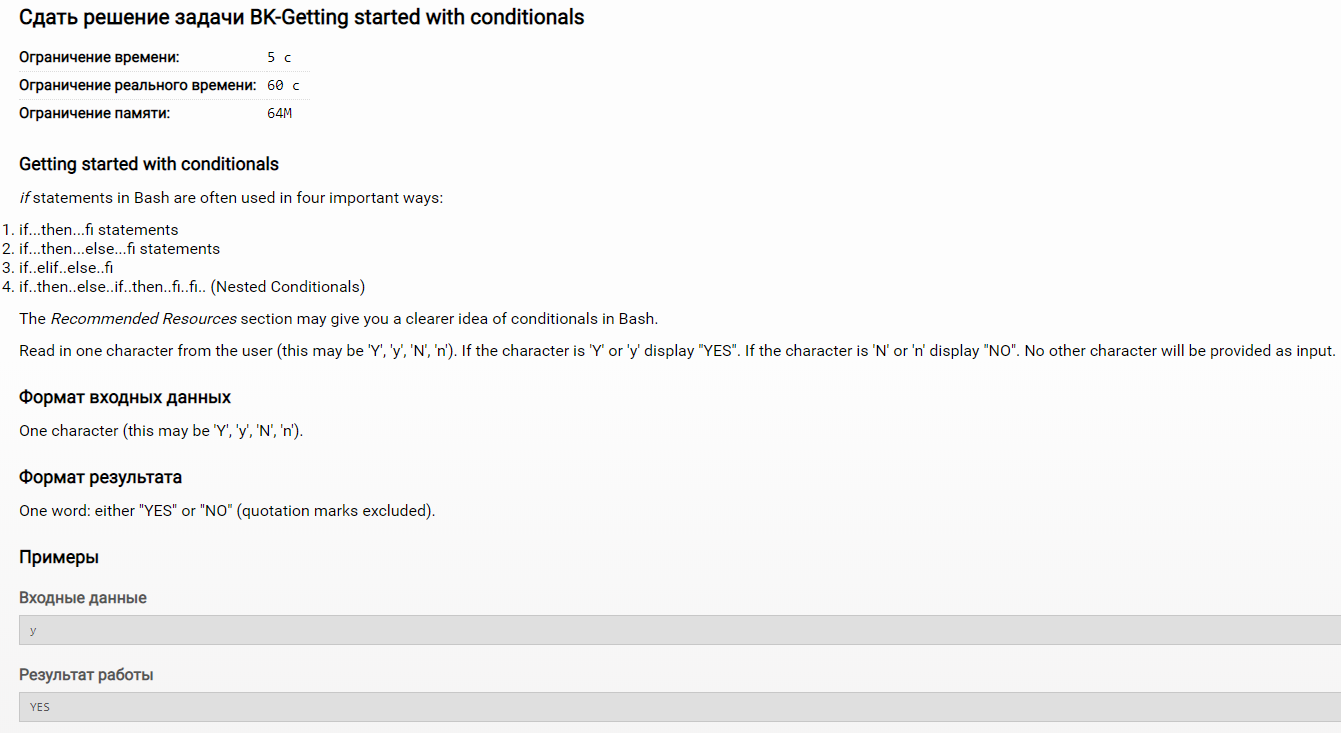 Сдать решение задачи BK-Getting started with conditionals
Ограничение времени: 5 с
Ограничение реального времени: 60 с
Ограничение памяти: 64M
Getting started with conditionals
if statements in Bash are often used in four important ways:
1. if...then...fi statements
2. if...then...else...fi statements
3. if..elif..else..fi
4. if..then..else..if..then..fi..fi.. (Nested Conditionals)
The Recommended Resources section may give you a clearer idea of conditionals in Bash.
Read in one character from the user (this may be 'Y', 'y', 'N', 'n'). If the character is 'Y' or 'y' display "YES". If the character is 'N' or 'n' display "NO". No other character will be provided as input.
Формат входных данных
One character (this may be 'Y', 'y', 'N', 'n').
Формат результата
One word: either "YES" or "NO" (quotation marks excluded).
Примеры
Входные данные
y
Результат работы
YES